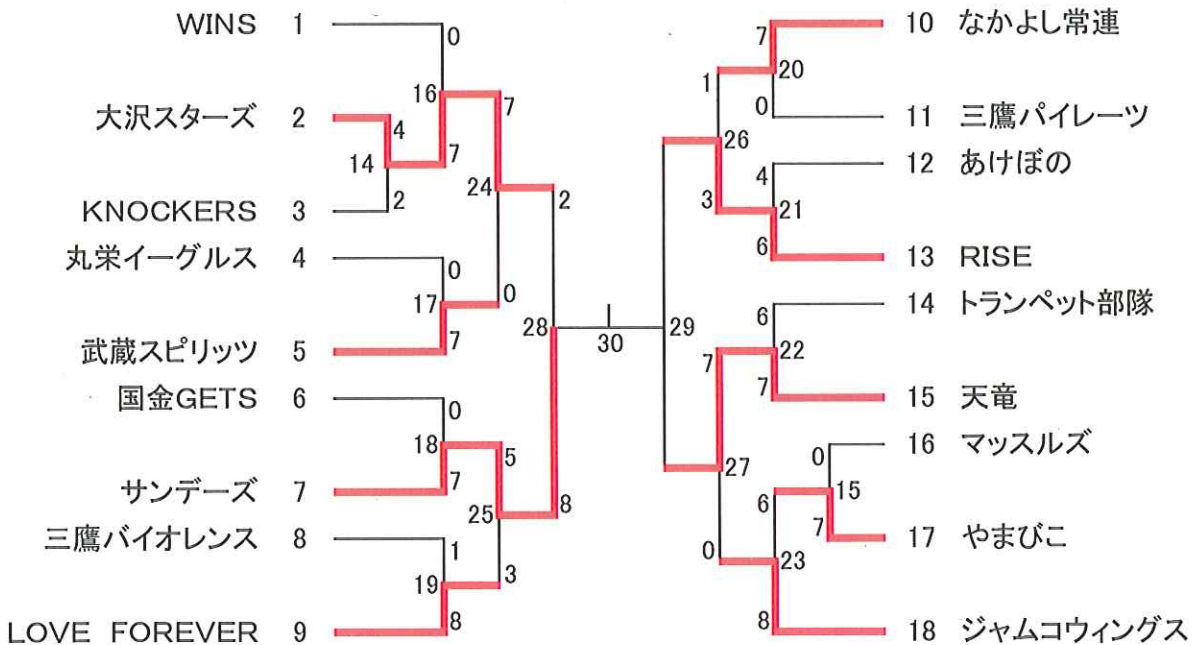 WINS 1
0
16
7
大沢スターズ 2
4
14
7
2
KNOCKERS 3
24
2
丸栄イーグルス 4
0
17
0
7
武蔵スピリッツ 5
28
国金GETS 6
0
18
5
7
サンデーズ 7
25
8
三鷹バイオレンス 8
1
3
19
8
LOVE FOREVER 9
30
7
10 なかよし常連
1
20
0
11 三鷹パイレーツ
26
12 あけぼの
4
3
21
6
13 RISE
14 トランペット部隊
6
29
7
22
7
15 天竜
16 マッスルズ
0
27
6
15
7
17 やまびこ
0
23
8
18 ジャムコウィングス